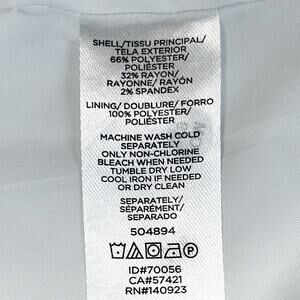 SHELL/TISSU PRINCIPAL/
TELA EXTERIOR
66% POLYESTER/
POLIÉSTER
32% RAYON/
RAYONNE/ RAYÓN
2% SPANDEX
LINING/ DOUBLURE/ FORRO
100% POLYESTER/
POLIÉSTER
MACHINE WASH COLD
SEPARATELY
ONLY NON-CHLORINE
BLEACH WHEN NEEDED
TUMBLE DRY LOW
COOL IRON IF NEEDED
OR DRY CLEAN
SEPARATELY/
SÉPARÉMENT/
SEPARADO
504894
ID#70056
CA#57421
RN#140923